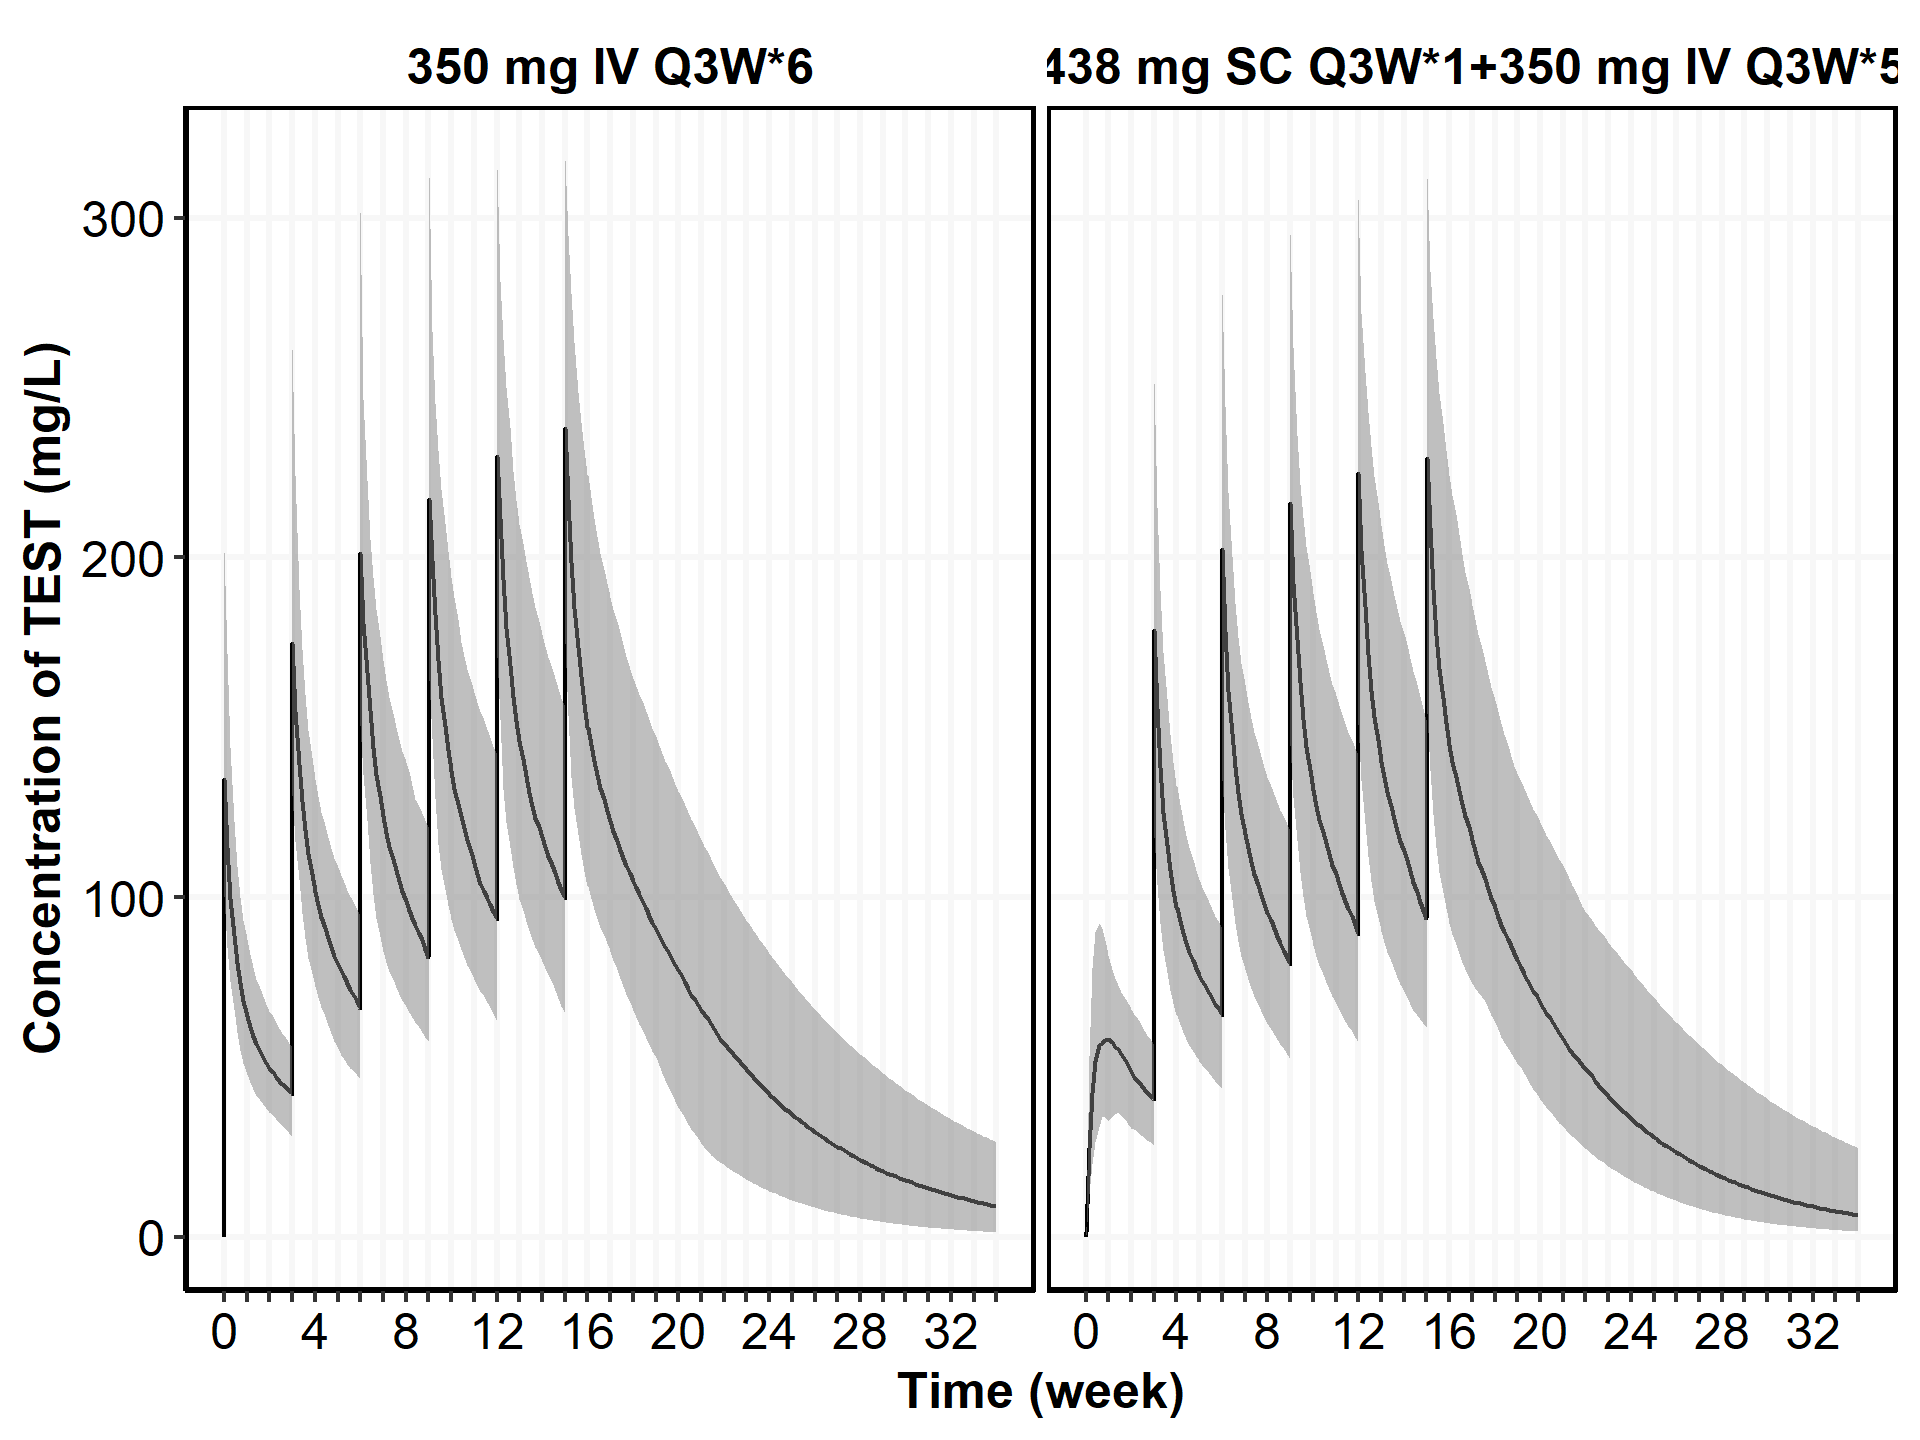 350 mg IV Q3W*6
438 mg SC Q3W*1+350 mg IV Q3W*5
Concentration of TEST (mg/L)
300
200
100
0
0 4 8 12 16 20 24 28 32
0 4 8 12 16 20 24 28 32
Time (week)